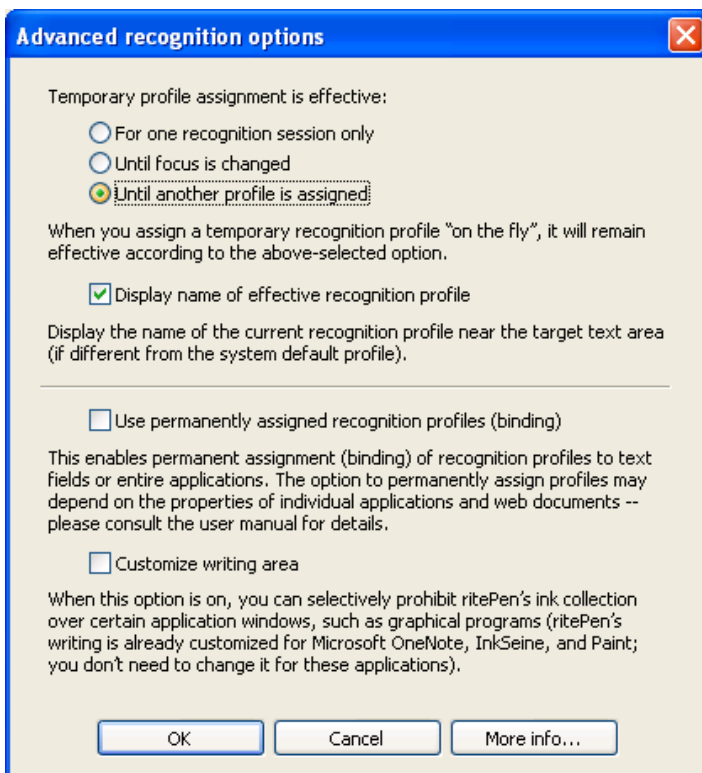 Advanced recognition options
Temporary profile assignment is effective:
For one recognition session only
Until focus is changed
Until another profile is assigned
When you assign a temporary recognition profile “on the fly”, it will remain
effective according to the above-selected option.
Display name of effective recognition profile
Display the name of the current recognition profile near the target text area
(if different from the system default profile).
Use permanently assigned recognition profiles (binding)
This enables permanent assignment (binding) of recognition profiles to text
fields or entire applications. The option to permanently assign profiles may
depend on the properties of individual applications and web documents --
please consult the user manual for details.
Customize writing area
When this option is on, you can selectively prohibit ritePen’s ink collection
over certain application windows, such as graphical programs (ritePen’s
writing is already customized for Microsoft OneNote, InkSeine, and Paint;
you don’t need to change it for these applications).
OK Cancel More info...